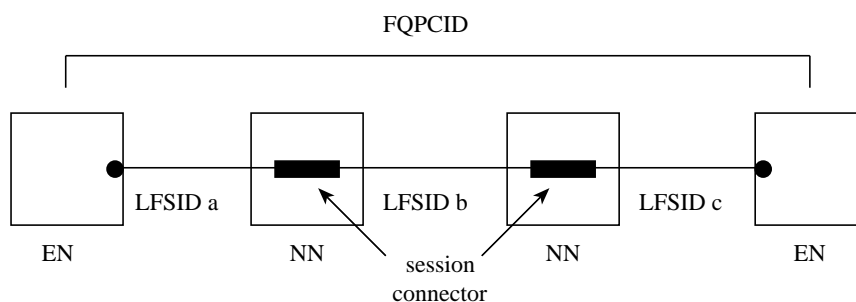 FQPCID
LFSID a
LFSID b
LFSID c
EN
NN
NN
EN
session
connector